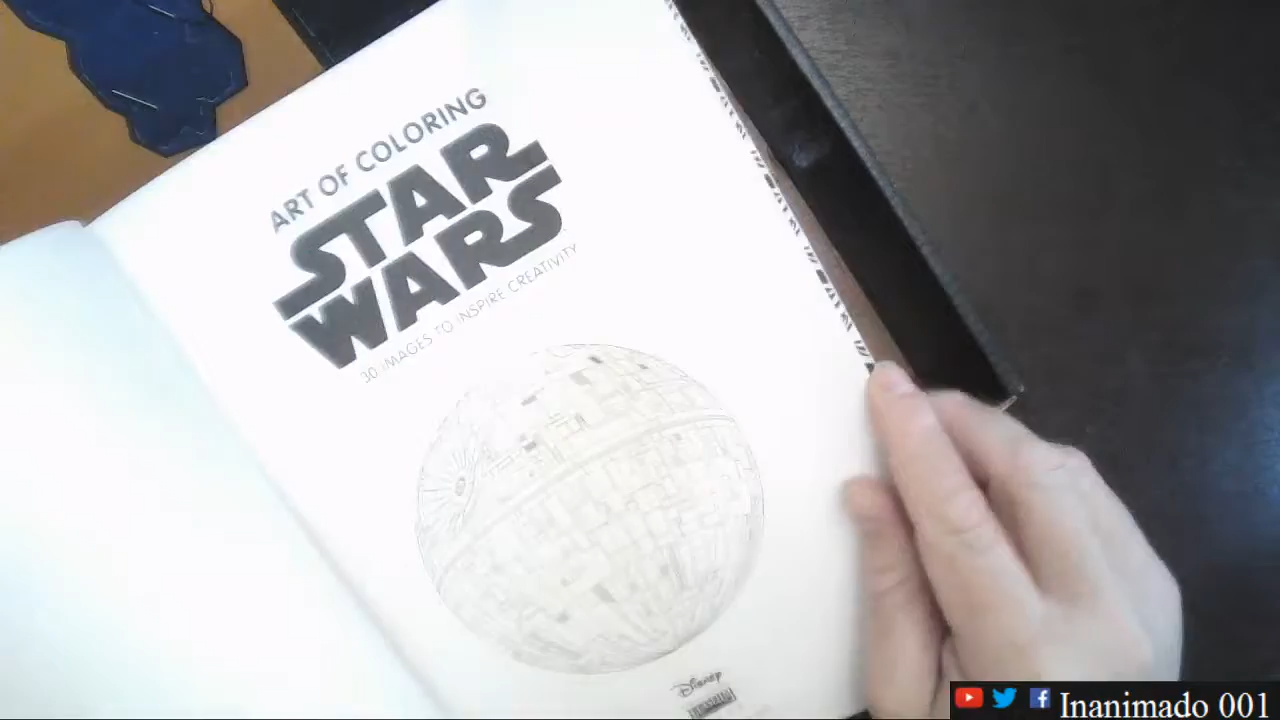 ART OF COLORING
STAR
WARS
30 IMAGES TO INSPIRE CREATIVITY
Disney
Inanimado 001